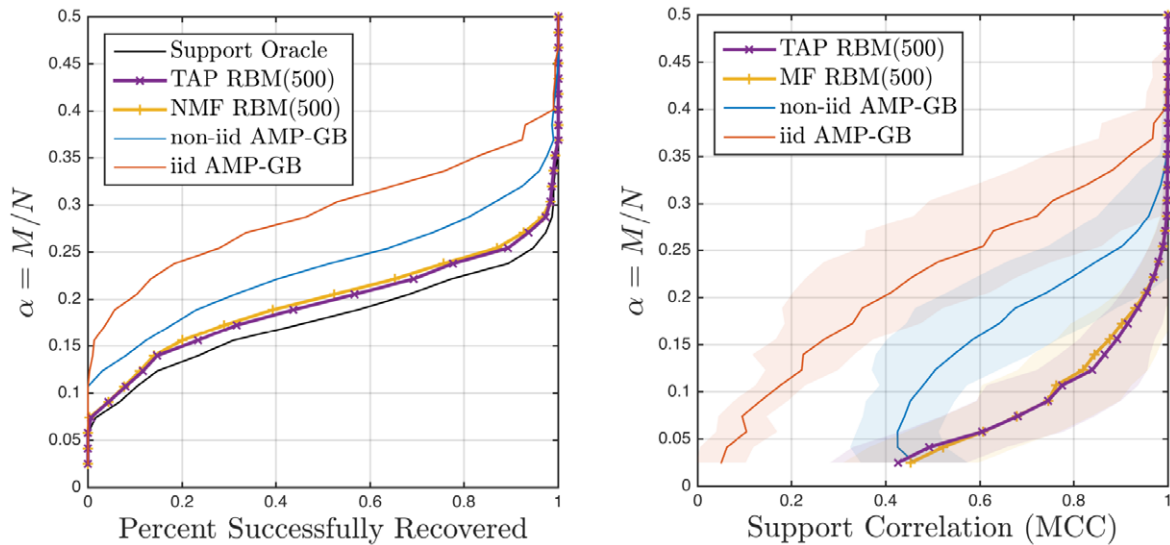 Support Oracle
TAP RBM(500)
NMF RBM(500)
non-iid AMP-GB
iid AMP-GB
α = M/N
0.5
0.45
0.4
0.35
0.3
0.25
0.2
0.15
0.1
0.05
0
0 0.2 0.4 0.6 0.8 1
Percent Successfully Recovered
TAP RBM(500)
MF RBM(500)
non-iid AMP-GB
iid AMP-GB
α = M/N
0.5
0.45
0.4
0.35
0.3
0.25
0.2
0.15
0.1
0.05
0
0 0.2 0.4 0.6 0.8 1
Support Correlation (MCC)